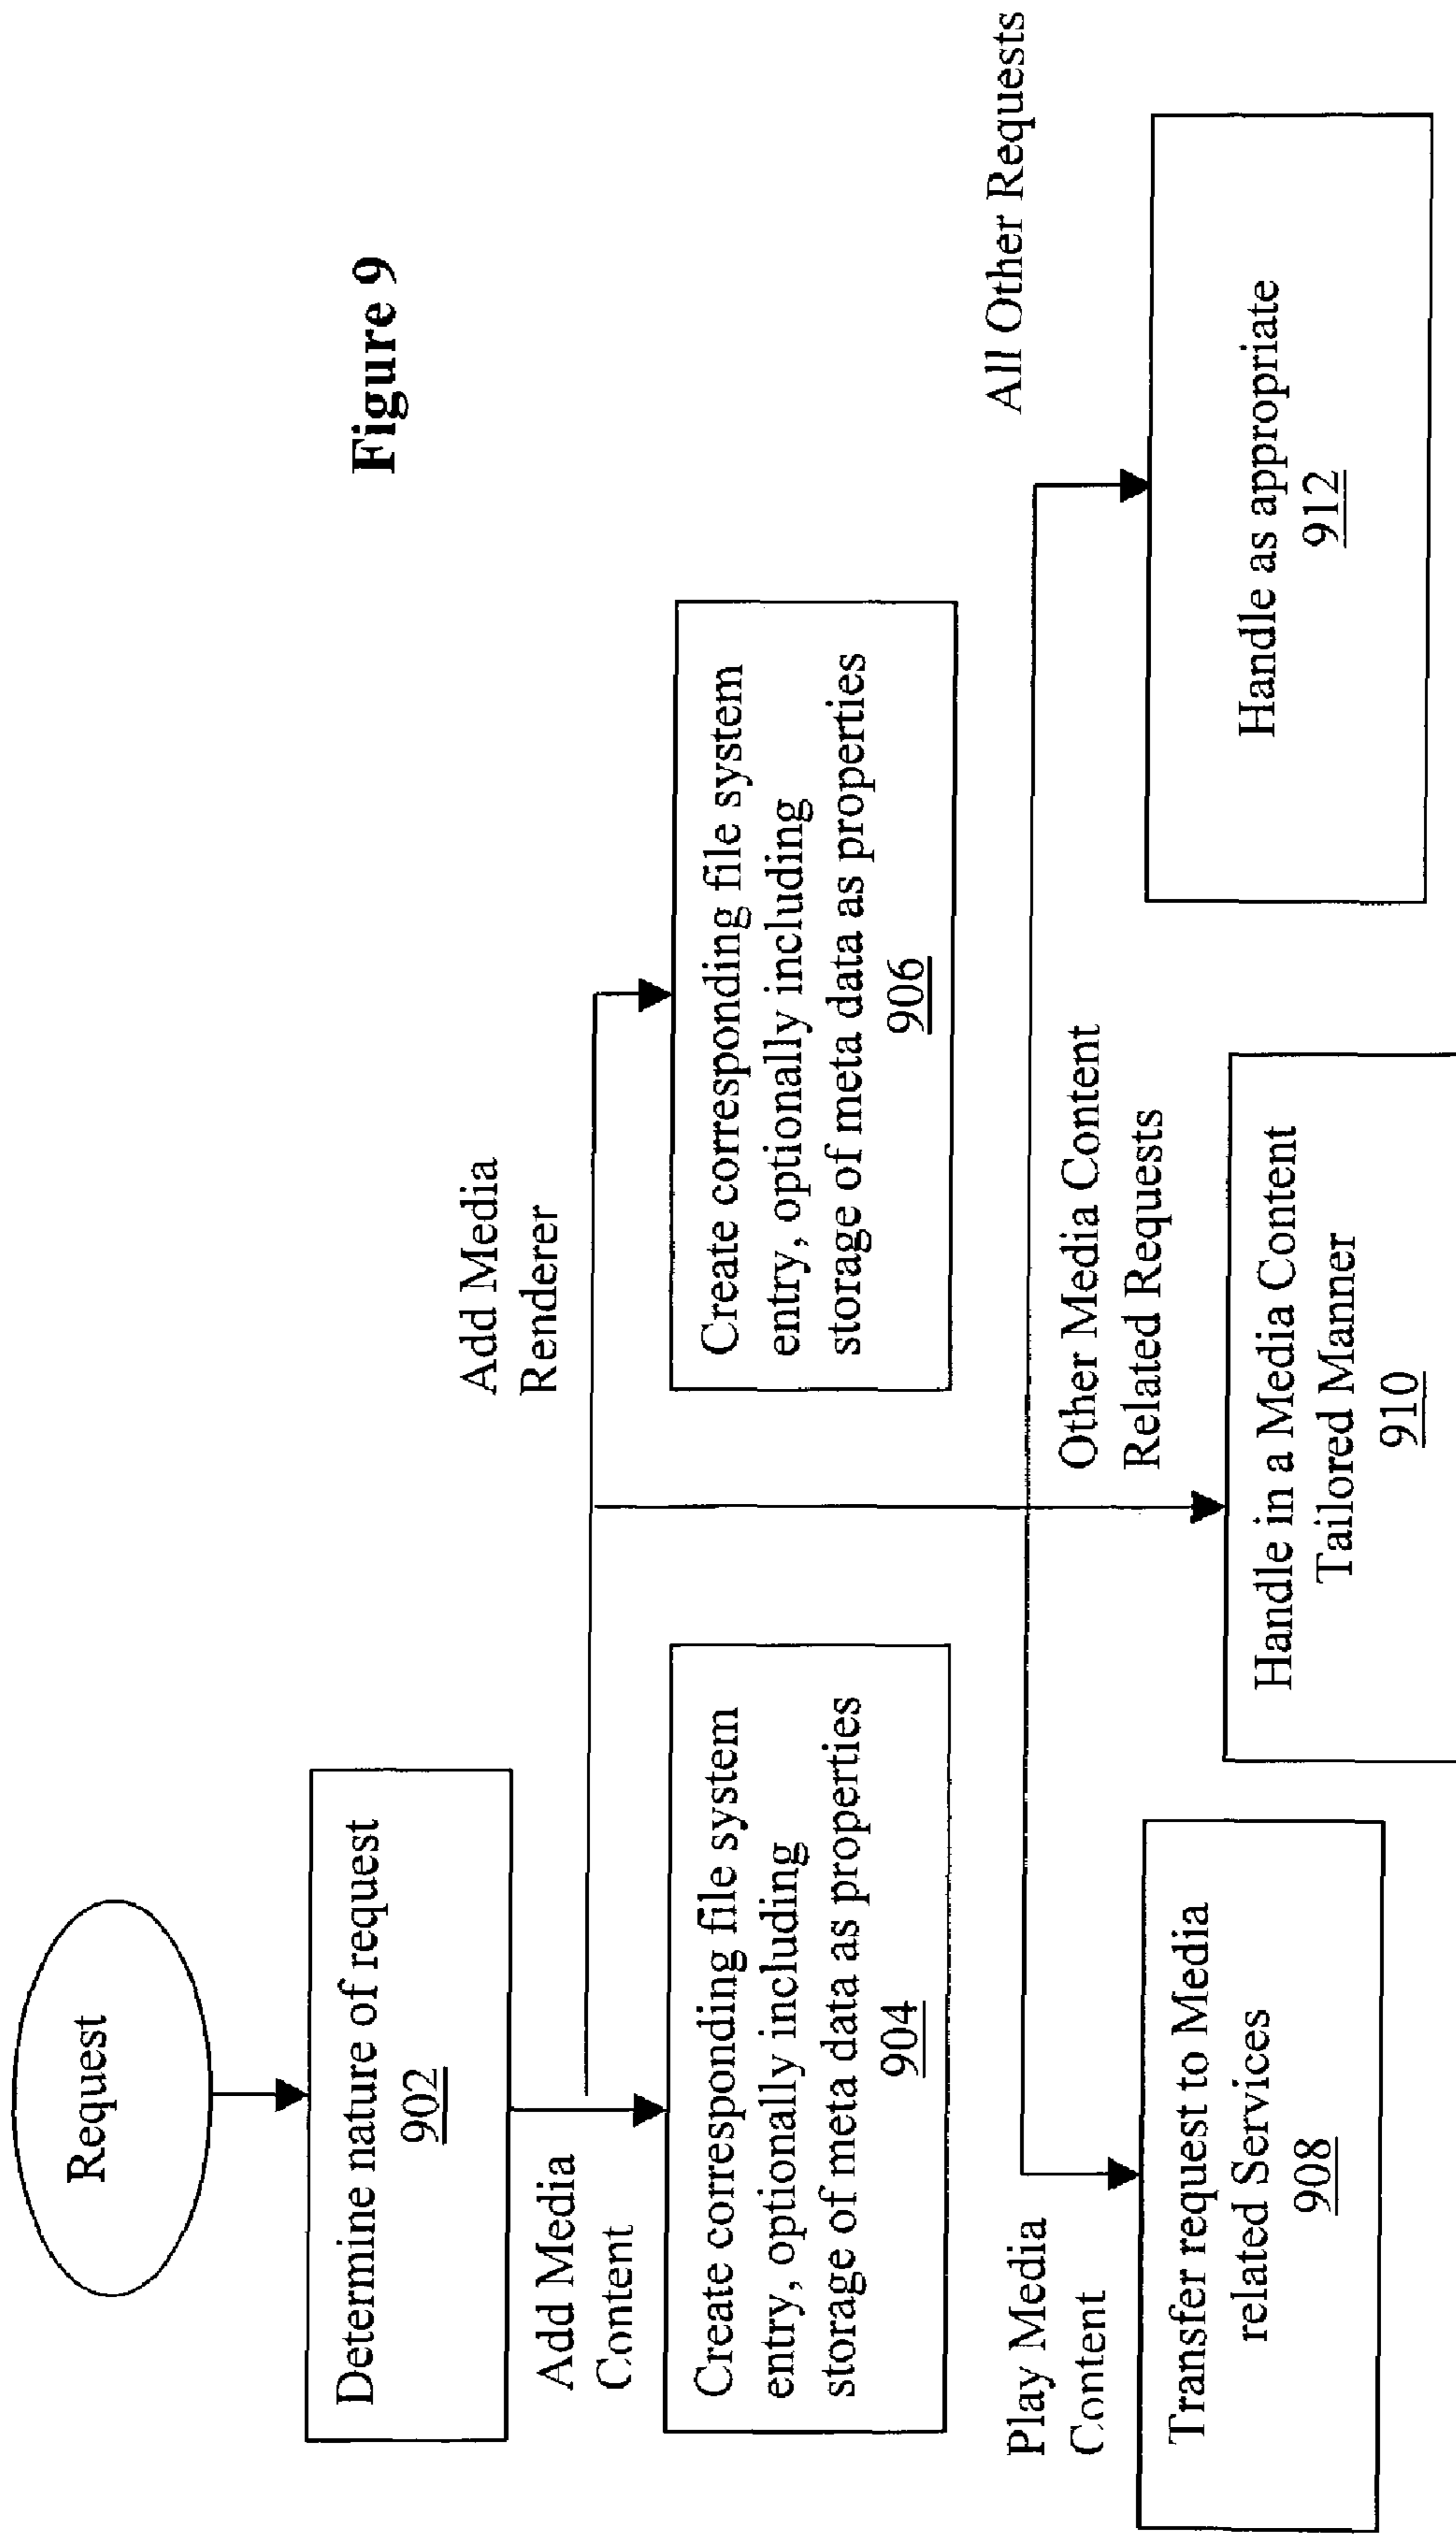 Request
Figure 9
Determine nature of request
902
Add Media
Content
Add Media
Renderer
Create corresponding file system
entry, optionally including
storage of meta data as properties
904
Create corresponding file system
entry, optionally including
storage of meta data as properties
906
Play Media
Content
Other Media Content
Related Requests
All Other Requests
Transfer request to Media
related Services
908
Handle in a Media Content
Tailored Manner
910
Handle as appropriate
912